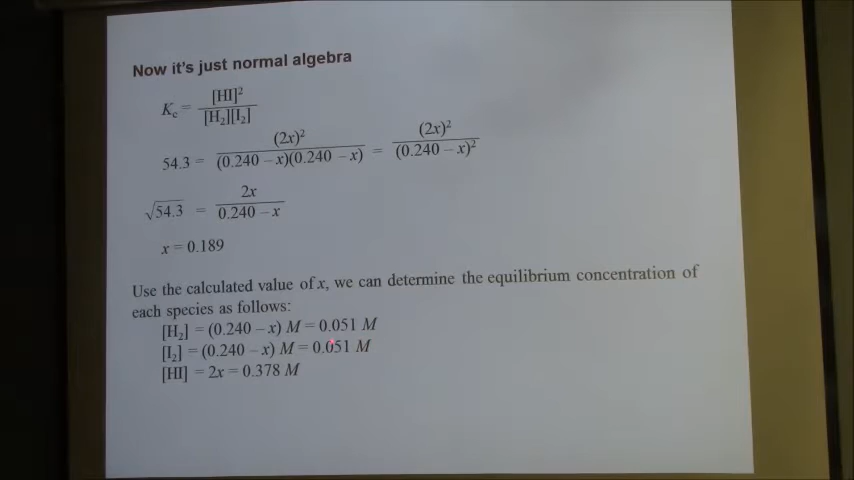 Now it's just normal algebra
K_c = [HI]² / [H₂][I₂]
54.3 = (2x)² / (0.240 – x)(0.240 – x) = (2x)² / (0.240 – x)²
√54.3 = 2x / 0.240 – x
x = 0.189
Use the calculated value of x, we can determine the equilibrium concentration of
each species as follows:
[H₂] = (0.240 – x) M = 0.051 M
[I₂] = (0.240 – x) M = 0.051 M
[HI] = 2x = 0.378 M